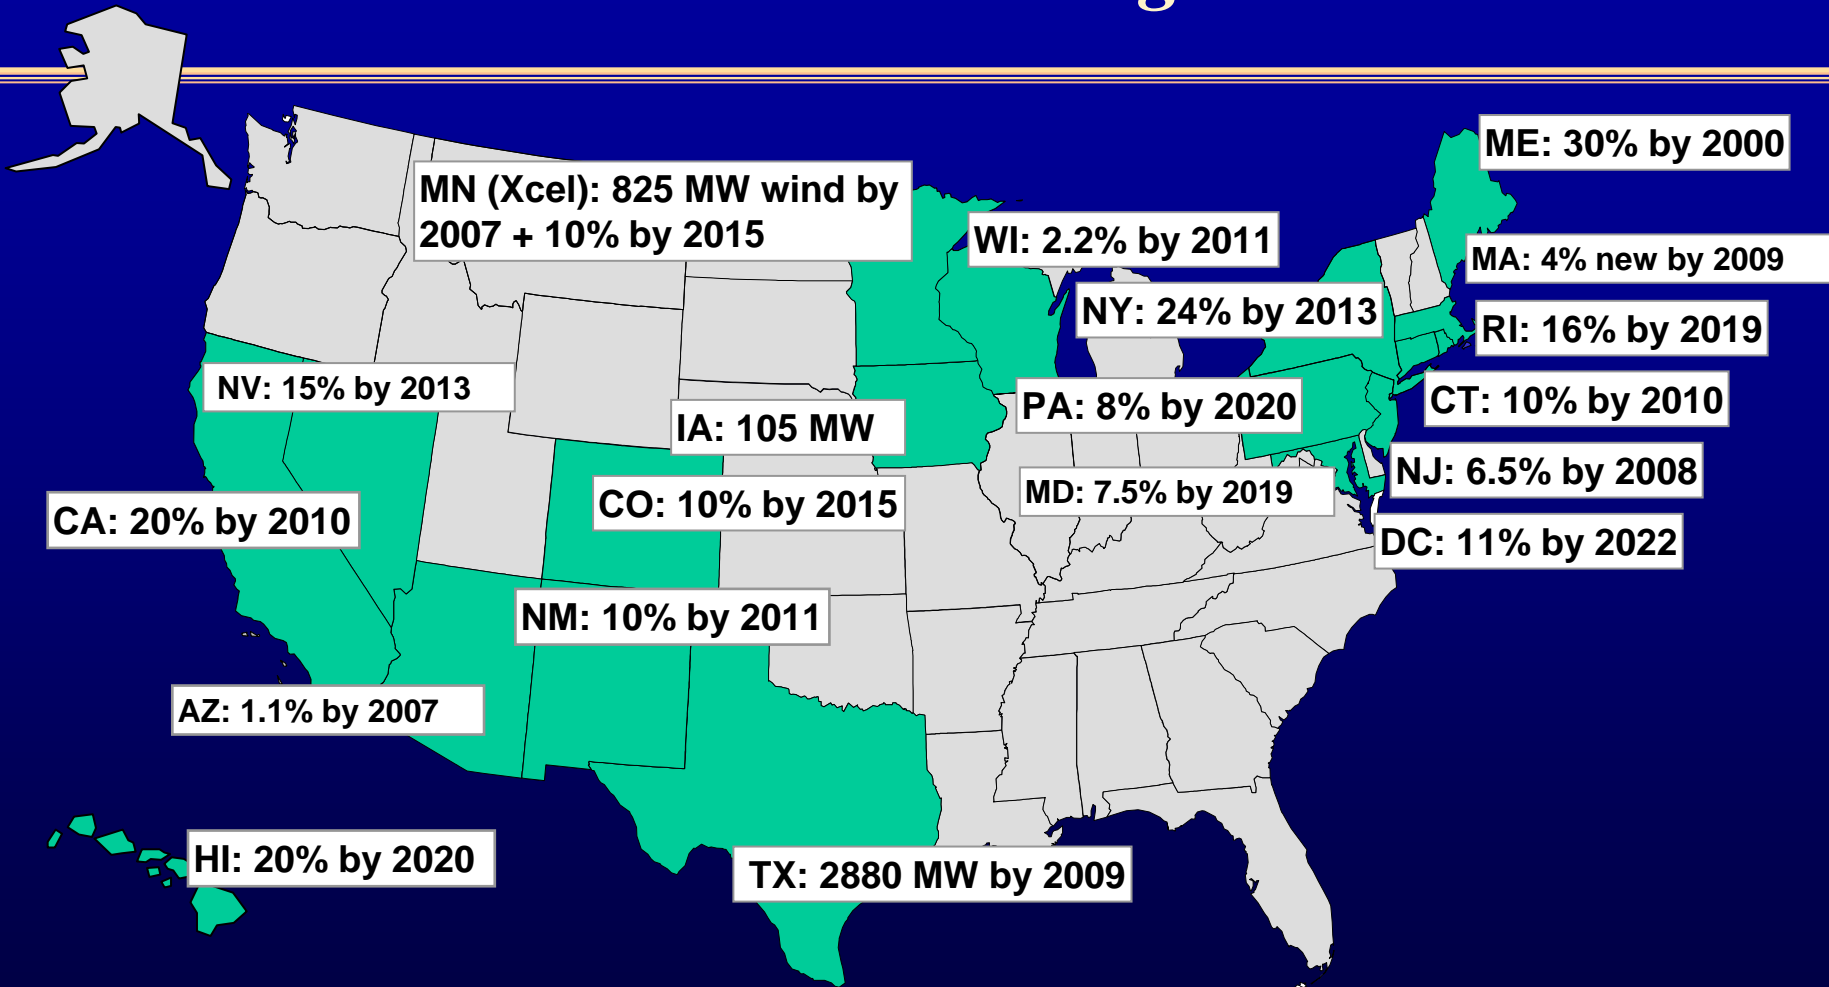 ME: 30% by 2000
MN (Xcel): 825 MW wind by
2007 + 10% by 2015
WI: 2.2% by 2011
MA: 4% new by 2009
NY: 24% by 2013
RI: 16% by 2019
NV: 15% by 2013
PA: 8% by 2020
CT: 10% by 2010
IA: 105 MW
NJ: 6.5% by 2008
MD: 7.5% by 2019
CO: 10% by 2015
CA: 20% by 2010
DC: 11% by 2022
NM: 10% by 2011
AZ: 1.1% by 2007
HI: 20% by 2020
TX: 2880 MW by 2009